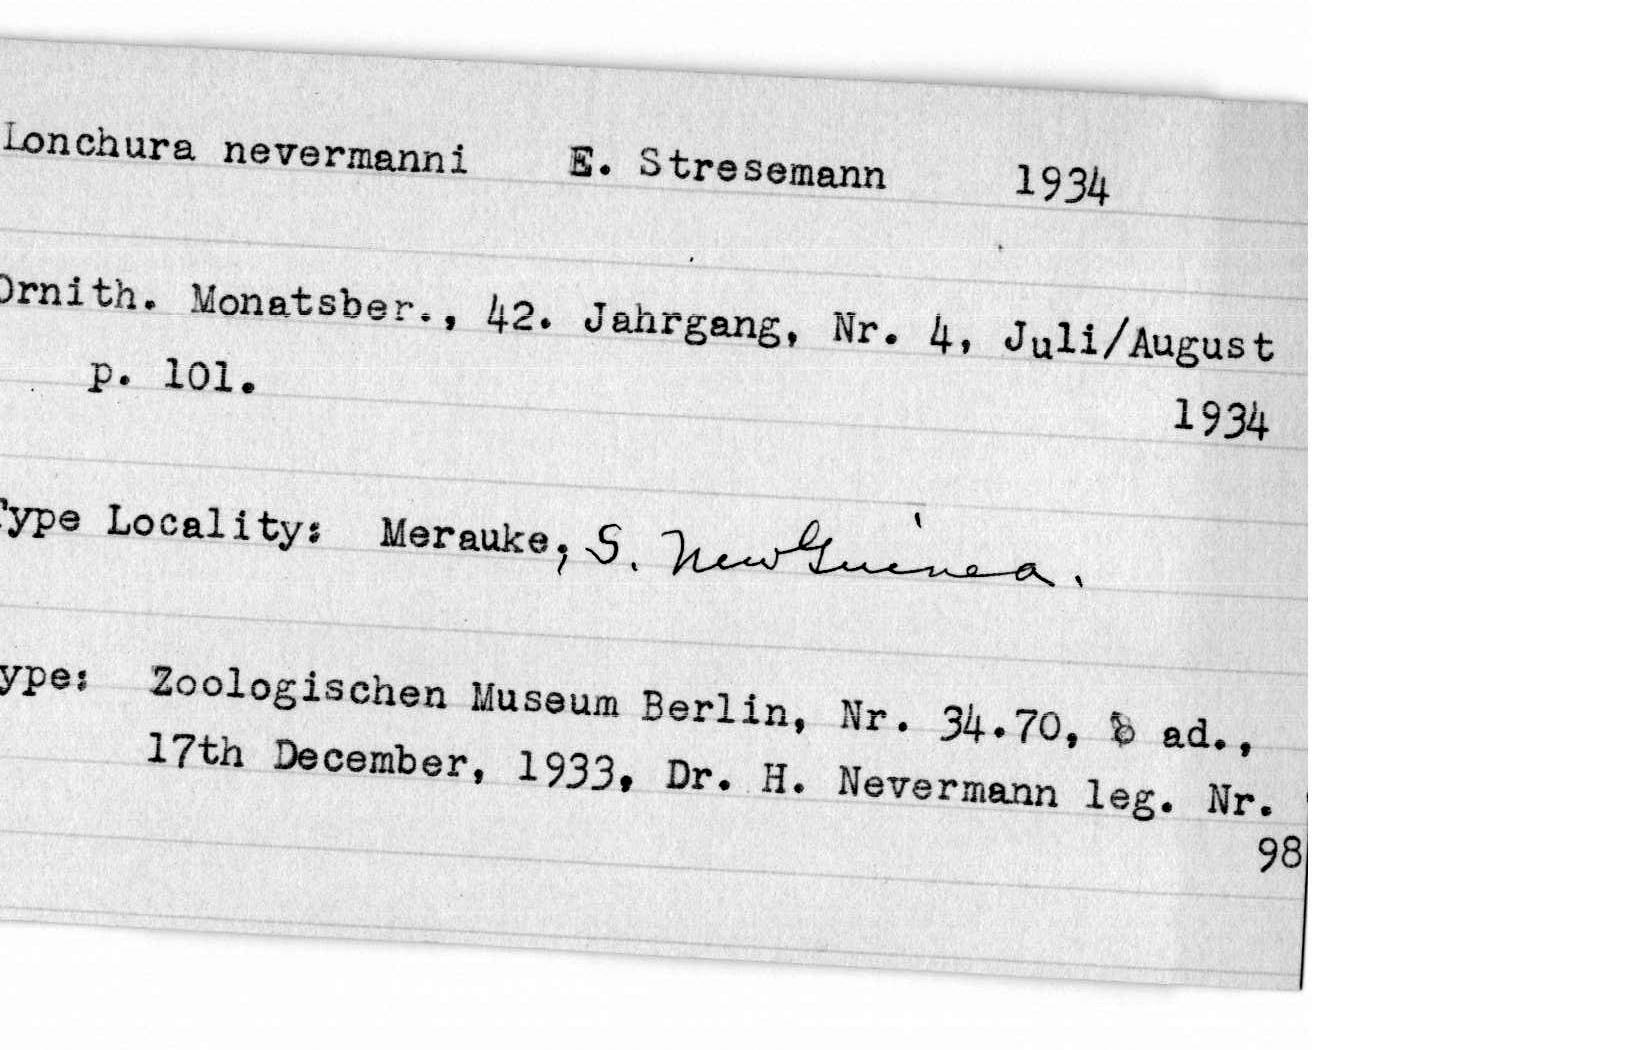 Lonchura nevermanni E. Stresemann 1934
Ornith. Monatsber., 42. Jahrgang, Nr. 4, Juli/August
p. 101. 1934
Type Locality: Merauke, S. New Guinea.
ype: Zoologischen Museum Berlin, Nr. 34.70, ad.,
17th December, 1933, Dr. H. Nevermann leg. Nr.
98